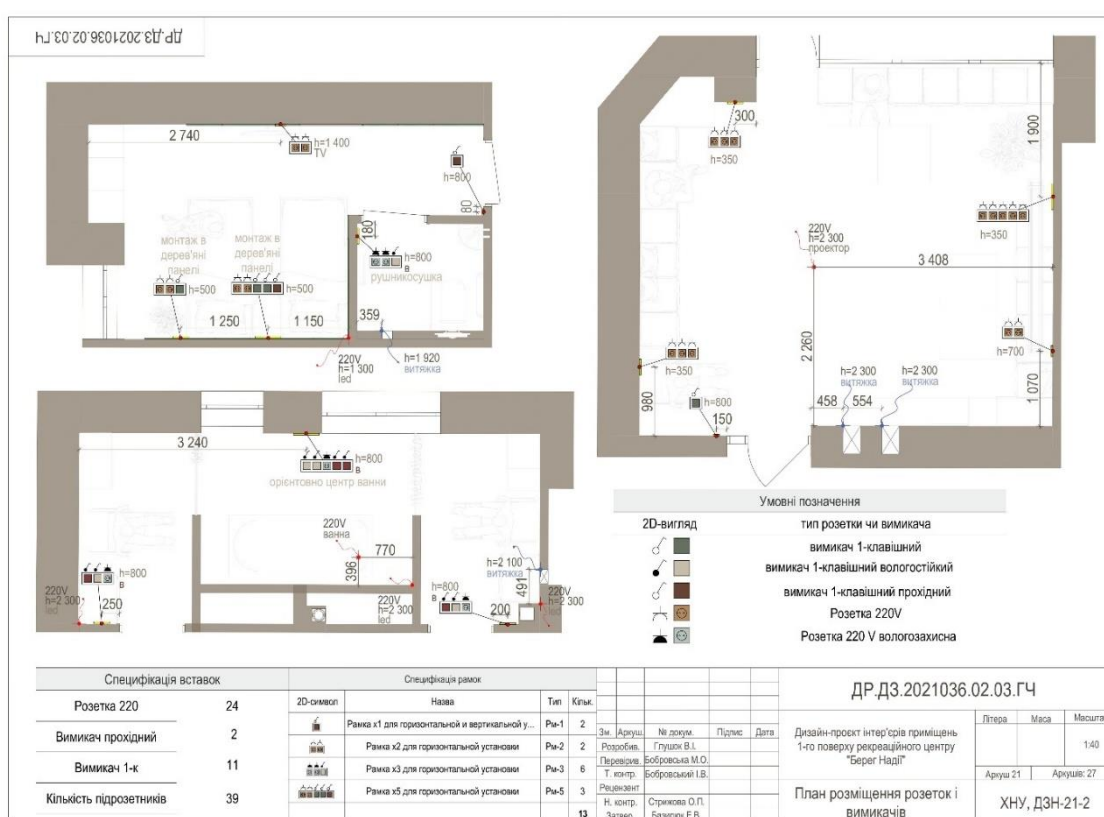 ДР.ДЗ.2021036.02.03.ГЧ
2 740
h=1 400
TV
h=800
80
монтаж в
дерев'яні
панелі
монтаж в
дерев'яні
панелі
180
h=800
в
рушникосушка
h=500
h=500
1 250
1 150
359
220V
h=1 300
led
h=1 920
витяжка
300
h=350
1 900
h=350
220V
h=2 300
проектор
3 408
2 260
h=350
h=700
980
h=800
150
h=2 300
витяжка
h=2 300
витяжка
458
554
1 070
3 240
h=800
в
орієнтовно центр ванни
220V
ванна
770
396
h=2 100
витяжка
491
h=800
в
250
220V
h=2 300
led
220V
h=2 300
led
h=800
в
200
220V
h=2 300
led
Умовні позначення
2D-вигляд
тип розетки чи вимикача
вимикач 1-клавішний
вимикач 1-клавішний вологостійкий
вимикач 1-клавішний прохідний
Розетка 220V
Розетка 220 V вологозахисна
Специфікація вставок
Розетка 220 24
Вимикач прохідний 2
Вимикач 1-к 11
Кількість підрозетників 39
Специфікація рамок
2D-символ Назва Тип Кільк.
Рамка х1 для горизонтальной и вертикальной у... Рм-1 2
Рамка х2 для горизонтальной установки Рм-2 2
Рамка х3 для горизонтальной установки Рм-3 6
Рамка х5 для горизонтальной установки Рм-5 3
13
Зм. Аркуш. № докум. Підпис Дата
Розробив. Глушок В.І.
Перевірив. Бобровська М.О.
Т. контр. Бобровський І.В.
Рецензент
Н. контр. Стрижова О.П.
Затвер.
ДР.ДЗ.2021036.02.03.ГЧ
Дизайн-проєкт інтер'єрів приміщень
1-го поверху рекреаційного центру
"Берег Надії"
Літера Маса Масшта
1:40
Аркуш 21 Аркушів: 27
План розміщення розеток і
вимикачів
ХНУ, ДЗН-21-2